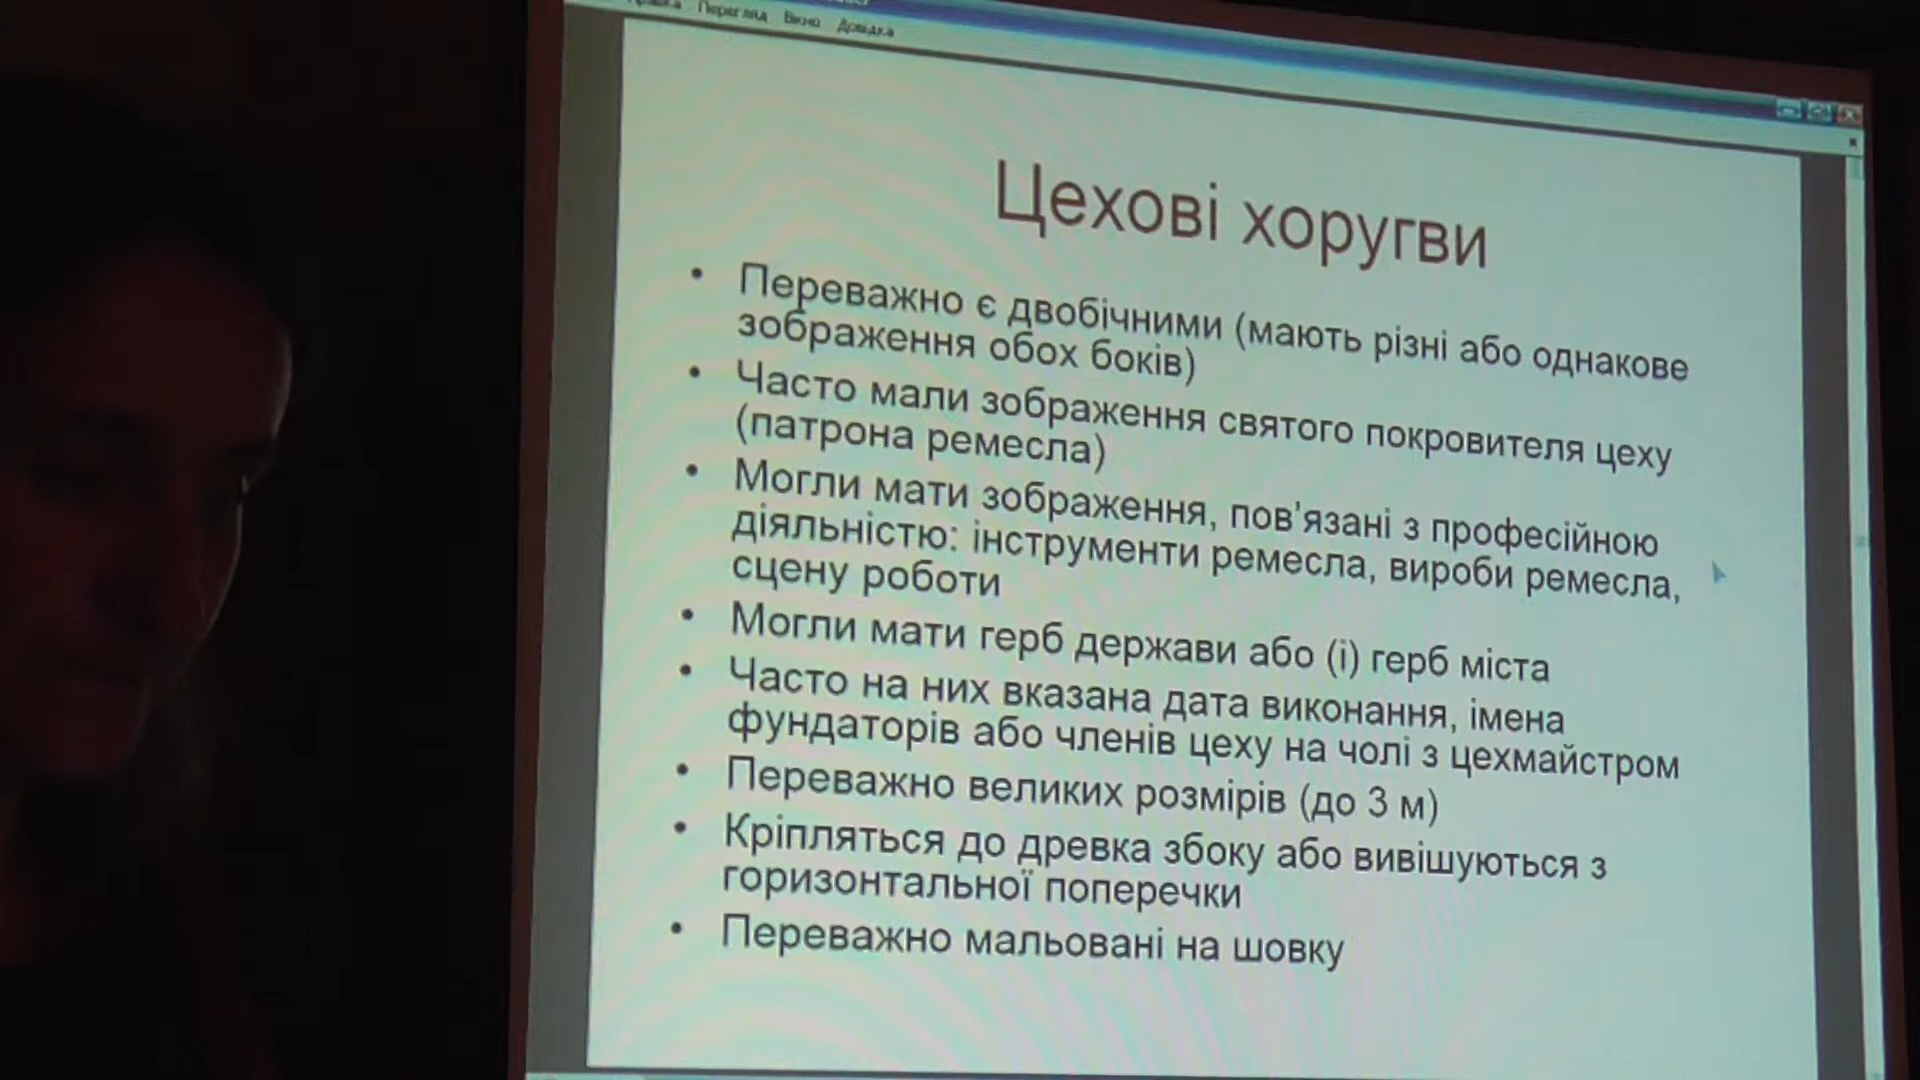 Перегляд Вікно Довідка
Цехові хоругви
• Переважно є двобічними (мають різні або однакове
зображення обох боків)
• Часто мали зображення святого покровителя цеху
(патрона ремесла)
• Могли мати зображення, пов’язані з професійною
діяльністю: інструменти ремесла, вироби ремесла,
сцену роботи
• Могли мати герб держави або (і) герб міста
• Часто на них вказана дата виконання, імена
фундаторів або членів цеху на чолі з цехмайстром
• Переважно великих розмірів (до 3 м)
• Кріпляться до древка збоку або вивішуються з
горизонтальної поперечки
• Переважно мальовані на шовку